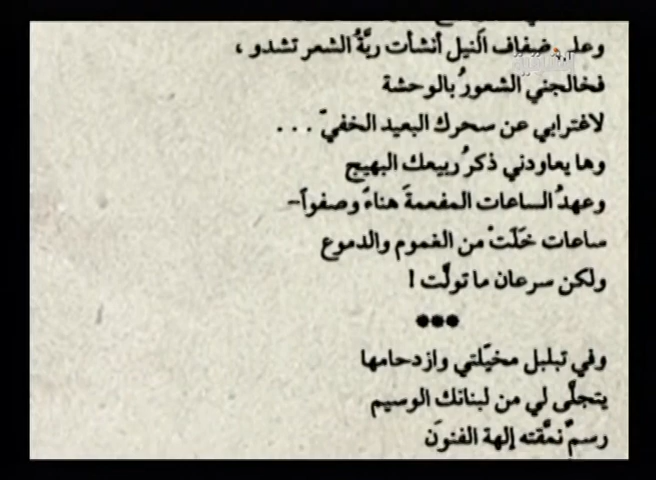 وعلى ضفاف النيل أنشأت ربَّةُ الشعر تشدو ،
فخالجني الشعورُ بالوحشة
لاغترابي عن سحرك البعيد الخفيّ . . .
وها يعاودني ذكرُ ربيعك البهيج
وعهدُ الساعات المفعمةَ هناءً وصفواً–
ساعات خَلَتْ من الغموم والدموع
ولكن سرعان ما تولَّت !
●●●
وفي تبلبل مخيّلتي وازدحامها
يتجلَّى لي من لبنانك الوسيم
رسمٌ نمَّقته إلهة الفنون